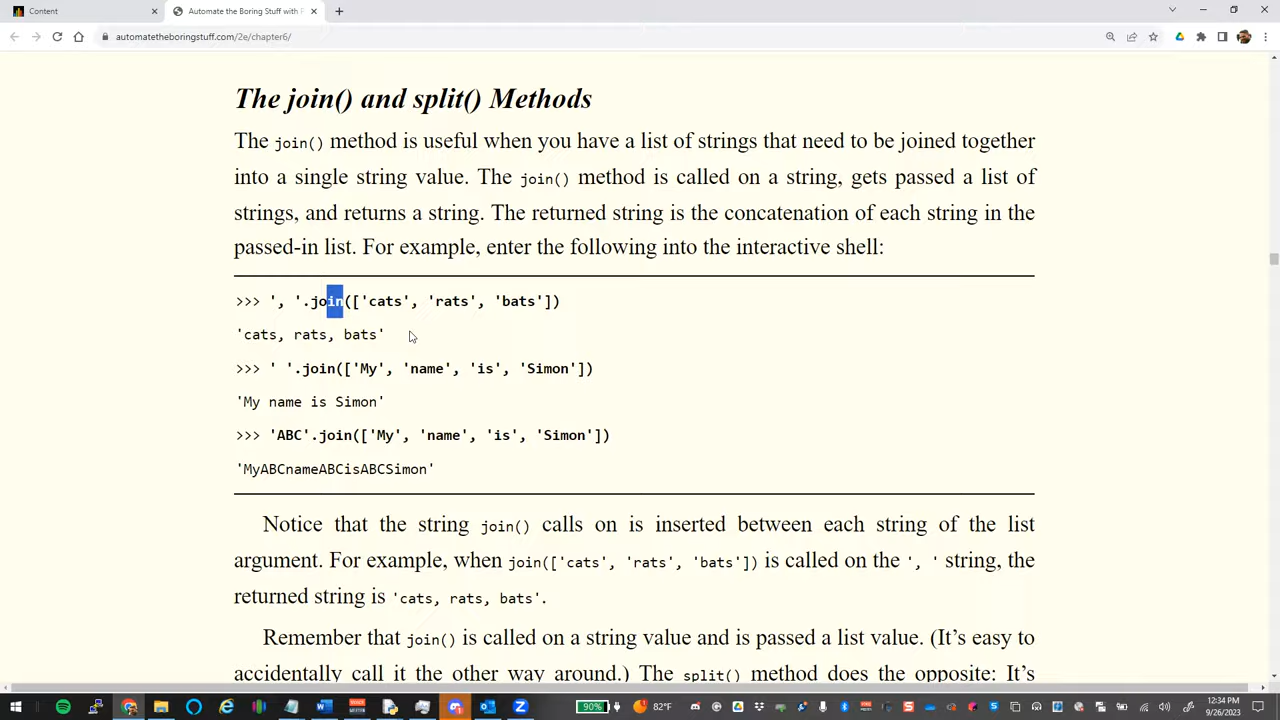 Content
Automate the Boring Stuff with P
automatetheboringstuff.com/2e/chapter6/
The join() and split() Methods
The join() method is useful when you have a list of strings that need to be joined together
into a single string value. The join() method is called on a string, gets passed a list of
strings, and returns a string. The returned string is the concatenation of each string in the
passed-in list. For example, enter the following into the interactive shell:
>>> ', '.join(['cats', 'rats', 'bats'])
'cats, rats, bats'
>>> ' '.join(['My', 'name', 'is', 'Simon'])
'My name is Simon'
>>> 'ABC'.join(['My', 'name', 'is', 'Simon'])
'MyABCnameABCisABCSimon'
Notice that the string join() calls on is inserted between each string of the list
argument. For example, when join(['cats', 'rats', 'bats']) is called on the ', ' string, the
returned string is 'cats, rats, bats'.
Remember that join() is called on a string value and is passed a list value. (It’s easy to
accidentally call it the other way around.) The split() method does the opposite: It’s
90%
82°F
12:34 PM
9/26/2023